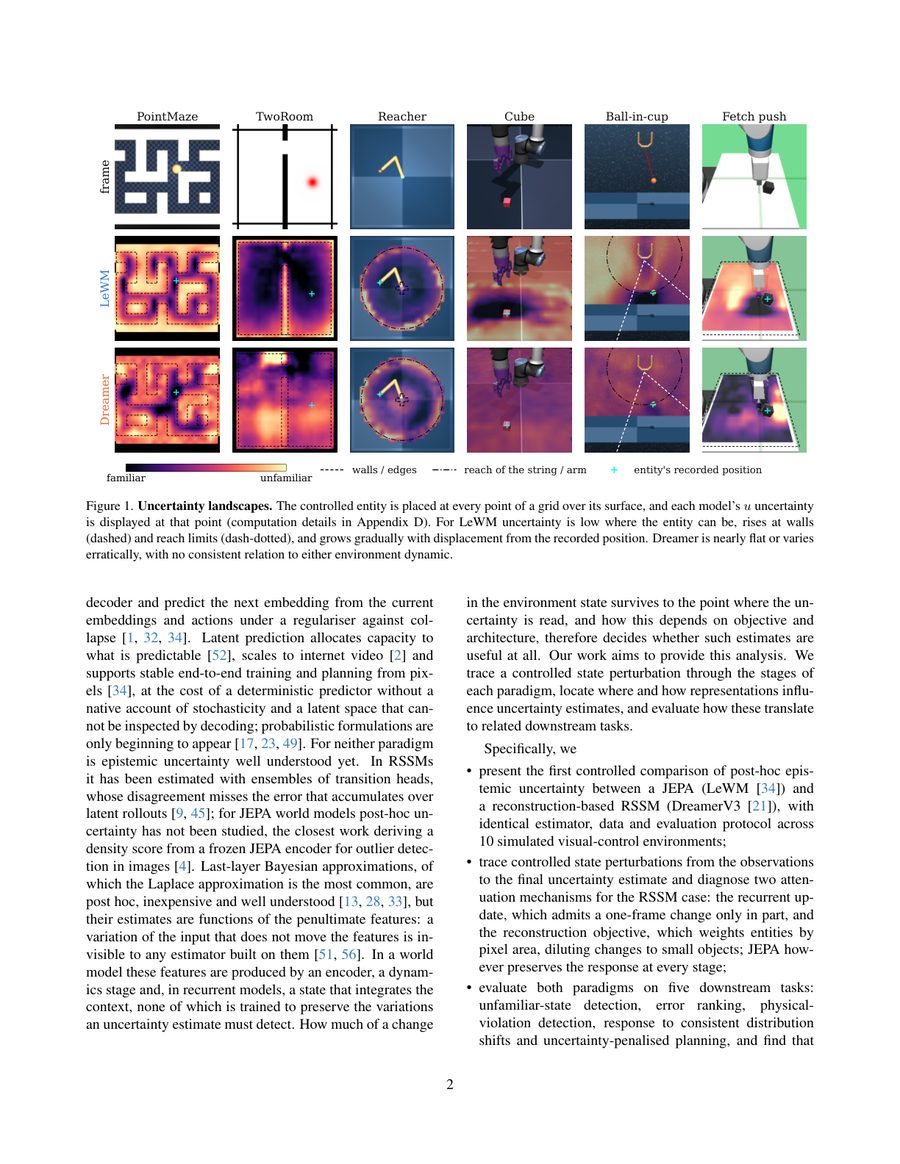 PointMaze TwoRoom Reacher Cube Ball-in-cup Fetch push
frame
LeWM
Dreamer
familiar unfamiliar walls / edges reach of the string / arm entity's recorded position
Figure 1. Uncertainty landscapes. The controlled entity is placed at every point of a grid over its surface, and each model's u uncertainty
is displayed at that point (computation details in Appendix D). For LeWM uncertainty is low where the entity can be, rises at walls
(dashed) and reach limits (dash-dotted), and grows gradually with displacement from the recorded position. Dreamer is nearly flat or varies
erratically, with no consistent relation to either environment dynamic.
decoder and predict the next embedding from the current
embeddings and actions under a regulariser against col-
lapse [1, 32, 34]. Latent prediction allocates capacity to
what is predictable [52], scales to internet video [2] and
supports stable end-to-end training and planning from pix-
els [34], at the cost of a deterministic predictor without a
native account of stochasticity and a latent space that can-
not be inspected by decoding; probabilistic formulations are
only beginning to appear [17, 23, 49]. For neither paradigm
is epistemic uncertainty well understood yet. In RSSMs
it has been estimated with ensembles of transition heads,
whose disagreement misses the error that accumulates over
latent rollouts [9, 45]; for JEPA world models post-hoc un-
certainty has not been studied, the closest work deriving a
density score from a frozen JEPA encoder for outlier detec-
tion in images [4]. Last-layer Bayesian approximations, of
which the Laplace approximation is the most common, are
post hoc, inexpensive and well understood [13, 28, 33], but
their estimates are functions of the penultimate features: a
variation of the input that does not move the features is in-
visible to any estimator built on them [51, 56]. In a world
model these features are produced by an encoder, a dynam-
ics stage and, in recurrent models, a state that integrates the
context, none of which is trained to preserve the variations
an uncertainty estimate must detect. How much of a change
in the environment state survives to the point where the un-
certainty is read, and how this depends on objective and
architecture, therefore decides whether such estimates are
useful at all. Our work aims to provide this analysis. We
trace a controlled state perturbation through the stages of
each paradigm, locate where and how representations influ-
ence uncertainty estimates, and evaluate how these translate
to related downstream tasks.
Specifically, we
• present the first controlled comparison of post-hoc epis-
temic uncertainty between a JEPA (LeWM [34]) and
a reconstruction-based RSSM (DreamerV3 [21]), with
identical estimator, data and evaluation protocol across
10 simulated visual-control environments;
• trace controlled state perturbations from the observations
to the final uncertainty estimate and diagnose two atten-
uation mechanisms for the RSSM case: the recurrent up-
date, which admits a one-frame change only in part, and
the reconstruction objective, which weights entities by
pixel area, diluting changes to small objects; JEPA how-
ever preserves the response at every stage;
• evaluate both paradigms on five downstream tasks:
unfamiliar-state detection, error ranking, physical-
violation detection, response to consistent distribution
shifts and uncertainty-penalised planning, and find that
2